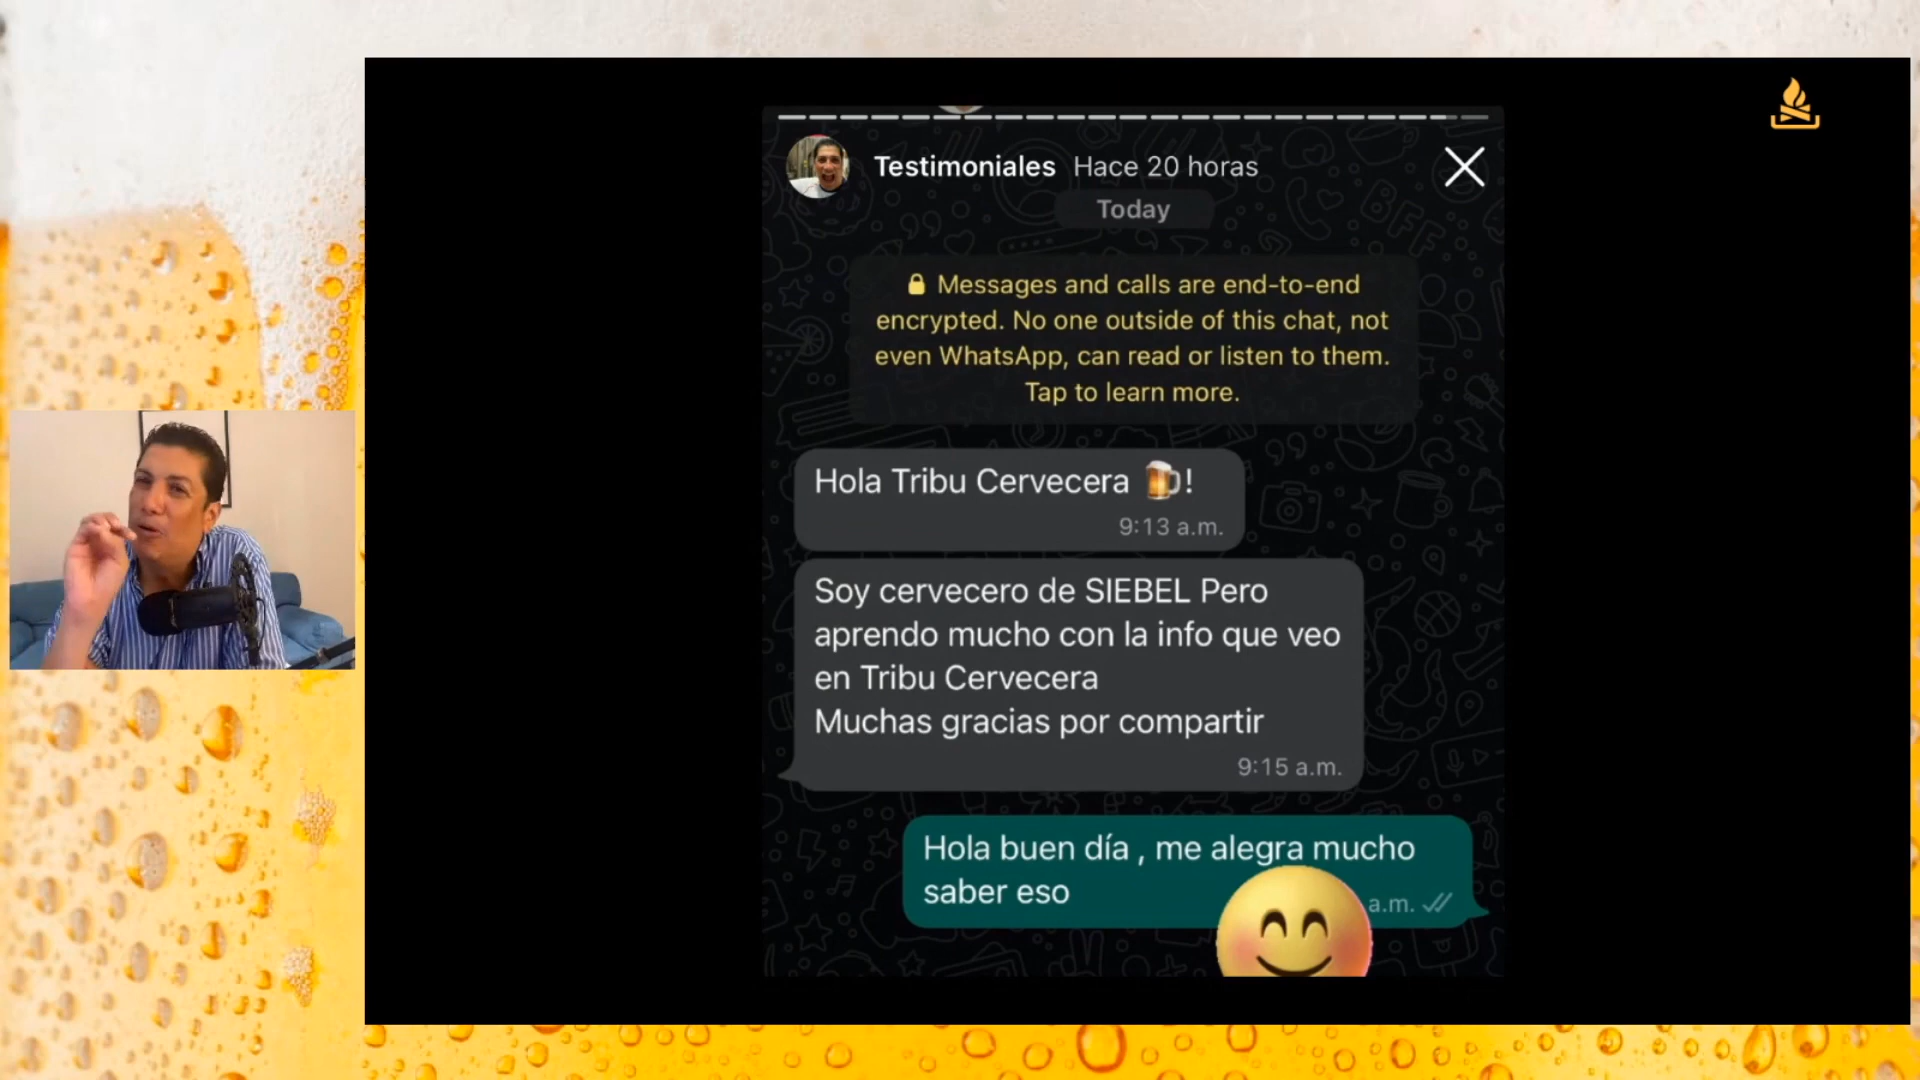 Testimoniales Hace 20 horas
Today
Messages and calls are end-to-end
encrypted. No one outside of this chat, not
even WhatsApp, can read or listen to them.
Tap to learn more.
Hola Tribu Cervecera 🍺!
9:13 a.m.
Soy cervecero de SIEBEL Pero
aprendo mucho con la info que veo
en Tribu Cervecera
Muchas gracias por compartir
9:15 a.m.
Hola buen día , me alegra mucho
saber eso
a.m.